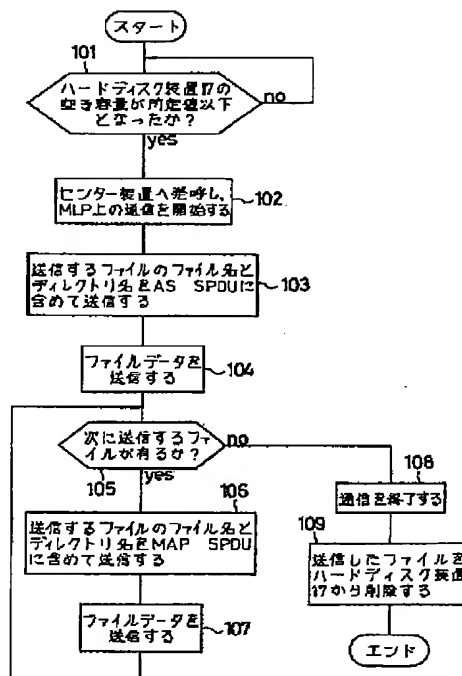 スタート
101
ハードディスク装置17の
空き容量が所定値以下
となったか?
no
yes
センター装置へ発呼し、
MLP上の通信を開始する
102
送信するファイルのファイル名と
ディレクトリ名をAS SPDUに
含めて送信する
103
ファイルデータを
送信する
104
次に送信するファ
イルが有るか?
no
105
yes
106
送信するファイルのファイル名と
ディレクトリ名をMAP SPDU
に含めて送信する
ファイルデータを
送信する
107
108
通信を終了する
109
送信したファイルを
ハードディスク装置
17から削除する
エンド